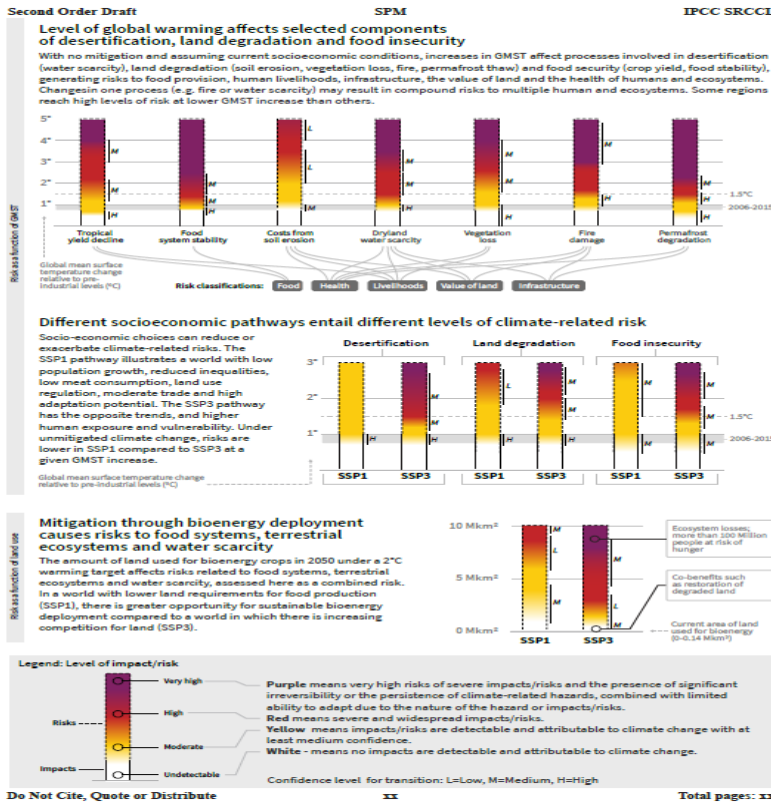 Second Order Draft SPM IPCC SRCCL
Level of global warming affects selected components
of desertification, land degradation and food insecurity
With no mitigation and assuming current socioeconomic conditions, increases in GMST affect processes involved in desertification
(water scarcity), land degradation (soil erosion, vegetation loss, fire, permafrost thaw) and food security (crop yield, food stability),
generating risks to food provision, human livelihoods, infrastructure, the value of land and the health of humans and ecosystems.
Changesin one process (e.g. fire or water scarcity) may result in compound risks to multiple human and ecosystems. Some regions
reach high levels of risk at lower GMST increase than others.
Risk as a function of GMST
5°
4°
3°
2°
1°
M M H
M M H
L L M
M M H
M M H
M H
M H H
1.5°C
2006-2015
Tropical
yield decline
Food
system stability
Costs from
soil erosion
Dryland
water scarcity
Vegetation
loss
Fire
damage
Permafrost
degradation
Global mean surface
temperature change
relative to pre-
industrial levels (°C)
Risk classifications: Food Health Livelihoods Value of land Infrastructure
Different socioeconomic pathways entail different levels of climate-related risk
Socio-economic choices can reduce or
exacerbate climate-related risks. The
SSP1 pathway illustrates a world with low
population growth, reduced inequalities,
low meat consumption, land use
regulation, moderate trade and high
adaptation potential. The SSP3 pathway
has the opposite trends, and higher
human exposure and vulnerability. Under
unmitigated climate change, risks are
lower in SSP1 compared to SSP3 at a
given GMST increase.
Global mean surface temperature change
relative to pre-industrial levels (°C)
Desertification Land degradation Food insecurity
3°
2°
1°
H
M M H
L H
M M H
M M
M M M
1.5°C
2006-2015
SSP1 SSP3 SSP1 SSP3 SSP1 SSP3
Risk as a function of land use
Mitigation through bioenergy deployment
causes risks to food systems, terrestrial
ecosystems and water scarcity
The amount of land used for bioenergy crops in 2050 under a 2°C
warming target affects risks related to food systems, terrestrial
ecosystems and water scarcity, assessed here as a combined risk.
In a world with lower land requirements for food production
(SSP1), there is greater opportunity for sustainable bioenergy
deployment compared to a world in which there is increasing
competition for land (SSP3).
10 Mkm²
5 Mkm²
0 Mkm²
M L M
M L M
SSP1 SSP3
Ecosystem losses;
more than 100 Million
people at risk of
hunger
Co-benefits such
as restoration of
degraded land
Current area of land
used for bioenergy
(0-0.14 Mkm²)
Legend: Level of impact/risk
Very high
High
Moderate
Undetectable
Risks
Impacts
Purple means very high risks of severe impacts/risks and the presence of significant
irreversibility or the persistence of climate-related hazards, combined with limited
ability to adapt due to the nature of the hazard or impacts/risks.
Red means severe and widespread impacts/risks.
Yellow means impacts/risks are detectable and attributable to climate change with at
least medium confidence.
White - means no impacts are detectable and attributable to climate change.
Confidence level for transition: L=Low, M=Medium, H=High
Do Not Cite, Quote or Distribute xx Total pages: xx